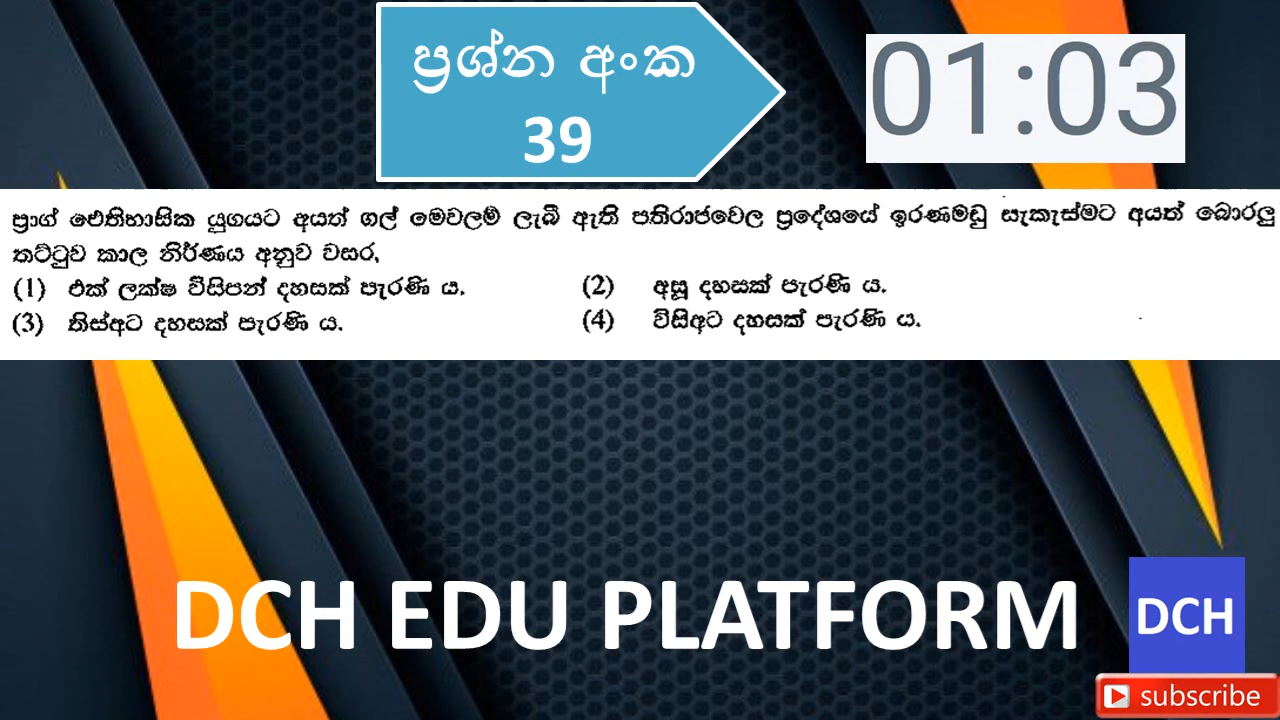 ප්‍රශ්න අංක
39
01:03
ප්‍රාග් ඓතිහාසික යුගයට අයත් ගල් මෙවලම් ලැබී ඇති පතිරාජවෙල ප්‍රදේශයේ ඉරණමඩු සැකැස්මට අයත් බොරලු
තට්ටුව කාල නිර්ණය අනුව වසර,
(1) එක් ලක්ෂ විසිපන් දහසක් පැරණි ය. (2) අසූ දහසක් පැරණි ය.
(3) තිස්අට දහසක් පැරණි ය. (4) විසිඅට දහසක් පැරණි ය.
DCH EDU PLATFORM
DCH
subscribe